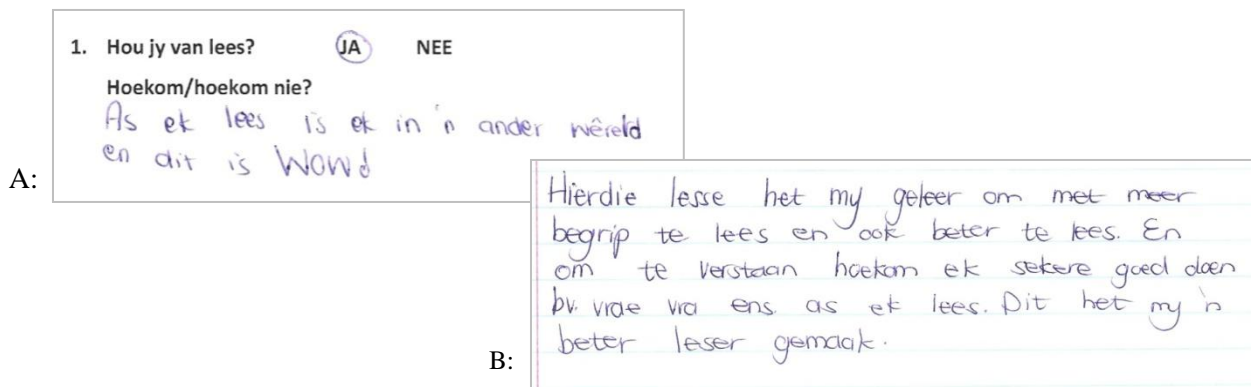 1. Hou jy van lees? JA NEE
Hoekom/hoekom nie?
As ek lees is ek in 'n ander wêreld
en dit is Wow!
A:
Hierdie lesse het my geleer om met meer
begrip te lees en ook beter te lees. En
om te verstaan hoekom ek sekere goed doen
bv. vrae vra ens. as ek lees. Dit het my 'n
beter leser gemaak.
B: